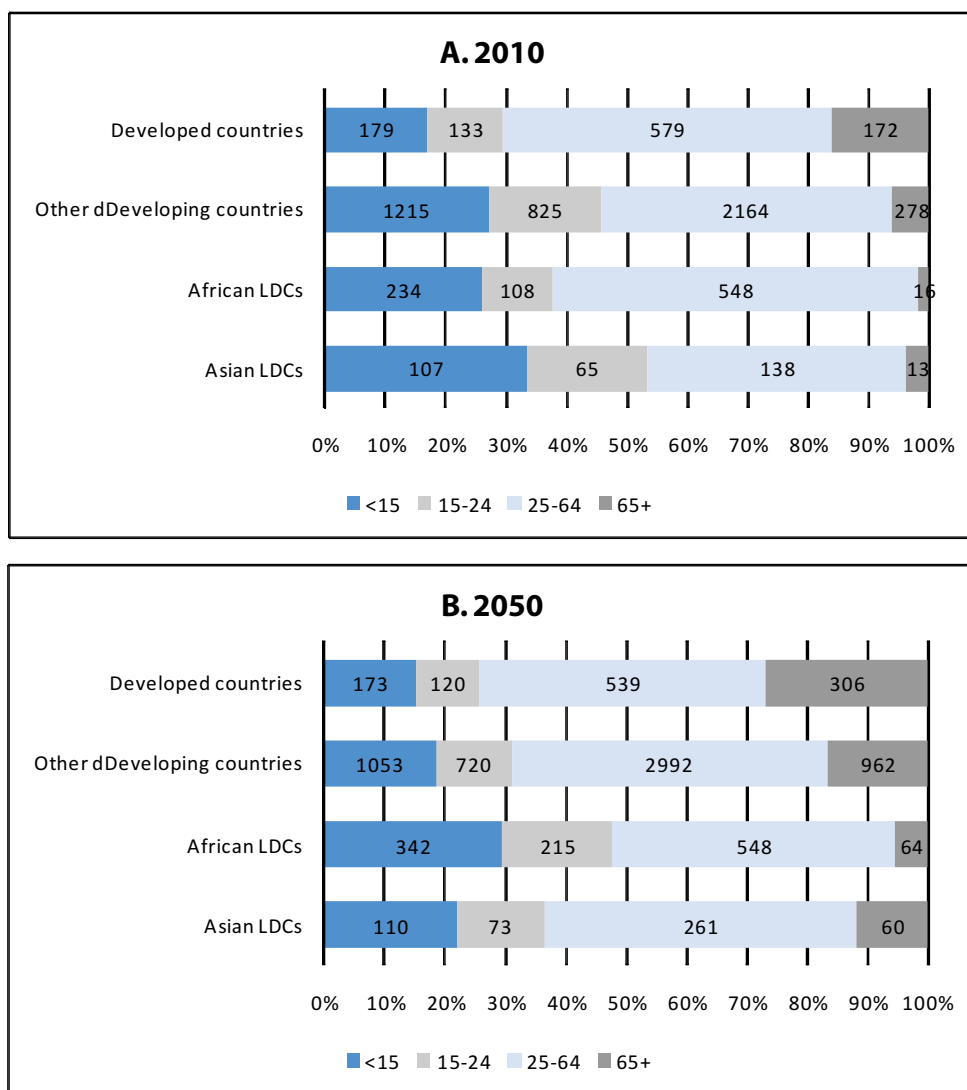 A. 2010
Developed countries 179 133 579 172
Other dDeveloping countries 1215 825 2164 278
African LDCs 234 108 548 16
Asian LDCs 107 65 138 13
0% 10% 20% 30% 40% 50% 60% 70% 80% 90% 100%
<15 15-24 25-64 65+
B. 2050
Developed countries 173 120 539 306
Other dDeveloping countries 1053 720 2992 962
African LDCs 342 215 548 64
Asian LDCs 110 73 261 60
0% 10% 20% 30% 40% 50% 60% 70% 80% 90% 100%
<15 15-24 25-64 65+